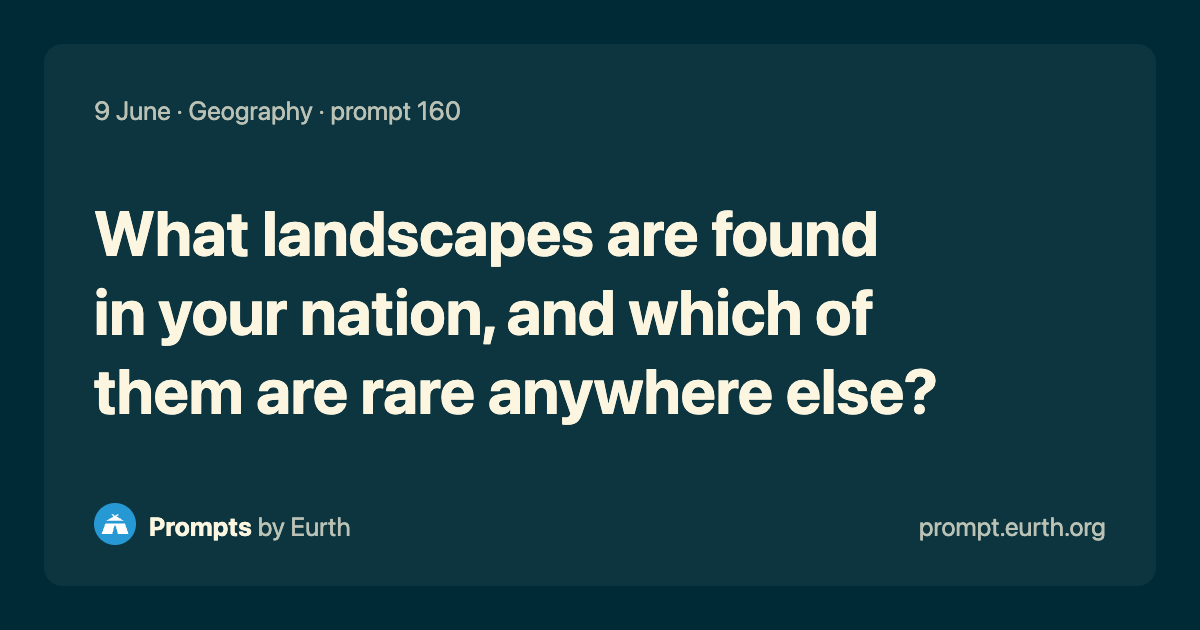 9 June · Geography · prompt 160
What landscapes are found
in your nation, and which of
them are rare anywhere else?
Prompts by Eurth
prompt.eurth.org